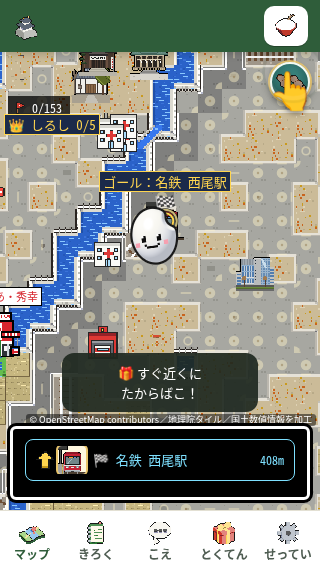 0/153
しるし 0/5
ゴール：名鉄 西尾駅
あ・秀幸
すぐ近くに
たからばこ！
© OpenStreetMap contributors／地理院タイル／国土数値情報を加工
名鉄 西尾駅
408m
マップ
きろく
こえ
とくてん
せってい